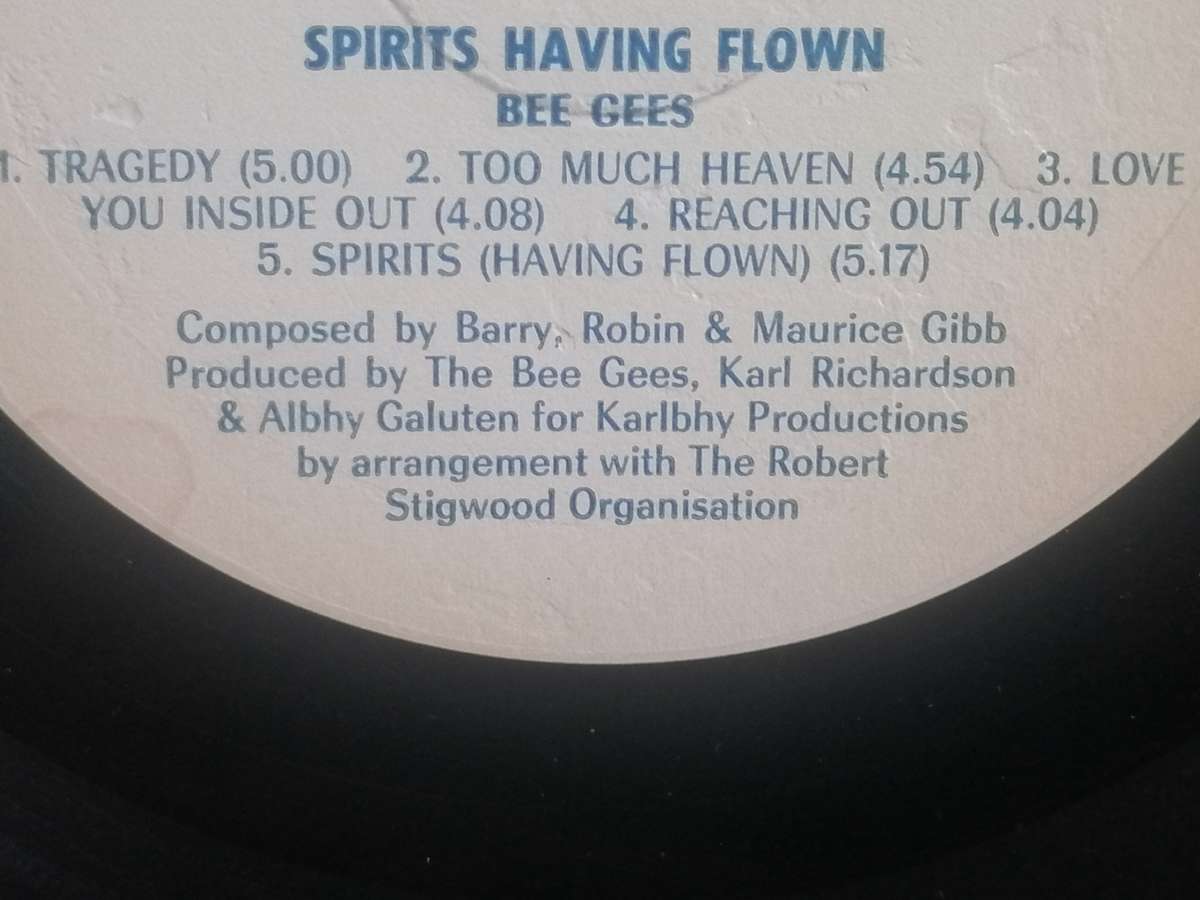 SPIRITS HAVING FLOWN
BEE GEES
1. TRAGEDY (5.00) 2. TOO MUCH HEAVEN (4.54) 3. LOVE
YOU INSIDE OUT (4.08) 4. REACHING OUT (4.04)
5. SPIRITS (HAVING FLOWN) (5.17)
Composed by Barry, Robin & Maurice Gibb
Produced by The Bee Gees, Karl Richardson
& Albhy Galuten for Karlbhy Productions
by arrangement with The Robert
Stigwood Organisation